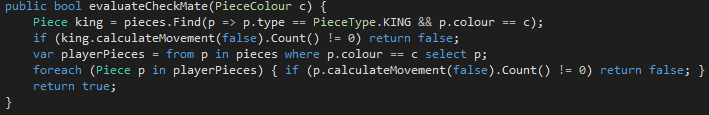 public bool evaluateCheckMate(PieceColour c) {
    Piece king = pieces.Find(p => p.type == PieceType.KING && p.colour == c);
    if (king.calculateMovement(false).Count() != 0) return false;
    var playerPieces = from p in pieces where p.colour == c select p;
    foreach (Piece p in playerPieces) { if (p.calculateMovement(false).Count() != 0) return false; }
    return true;
}